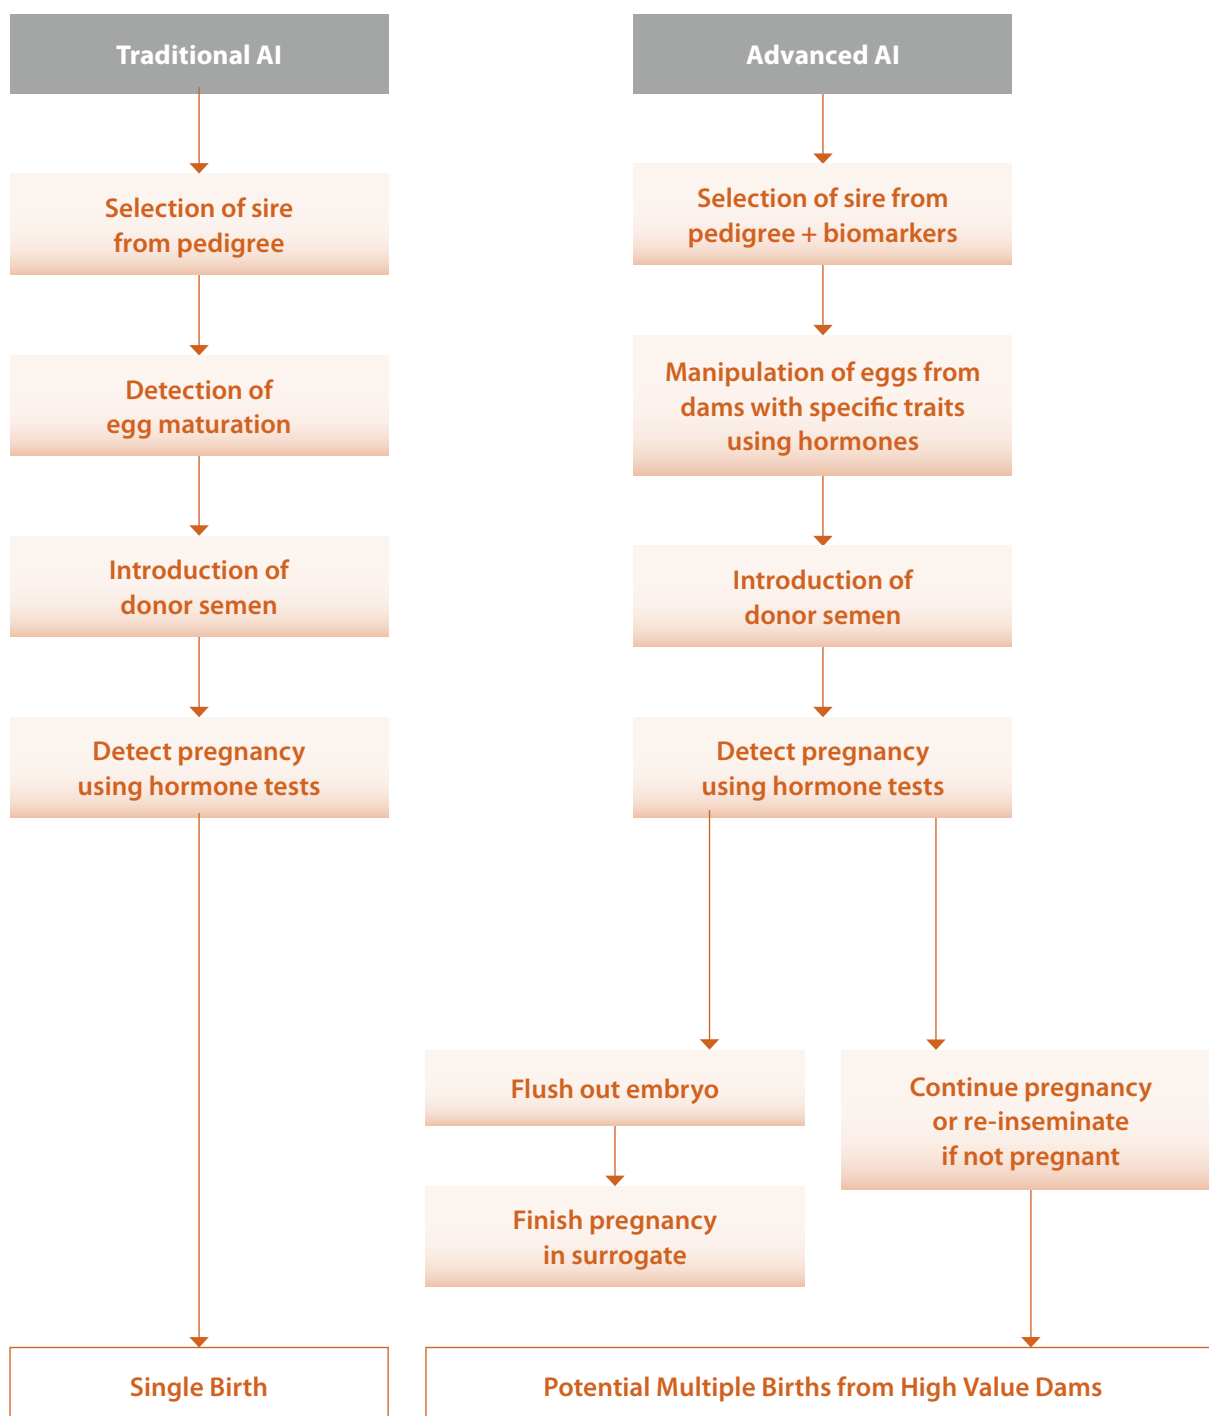 Traditional AI
Selection of sire
from pedigree
Detection of
egg maturation
Introduction of
donor semen
Detect pregnancy
using hormone tests
Single Birth
Advanced AI
Selection of sire from
pedigree + biomarkers
Manipulation of eggs from
dams with specific traits
using hormones
Introduction of
donor semen
Detect pregnancy
using hormone tests
Flush out embryo
Finish pregnancy
in surrogate
Continue pregnancy
or re-inseminate
if not pregnant
Potential Multiple Births from High Value Dams